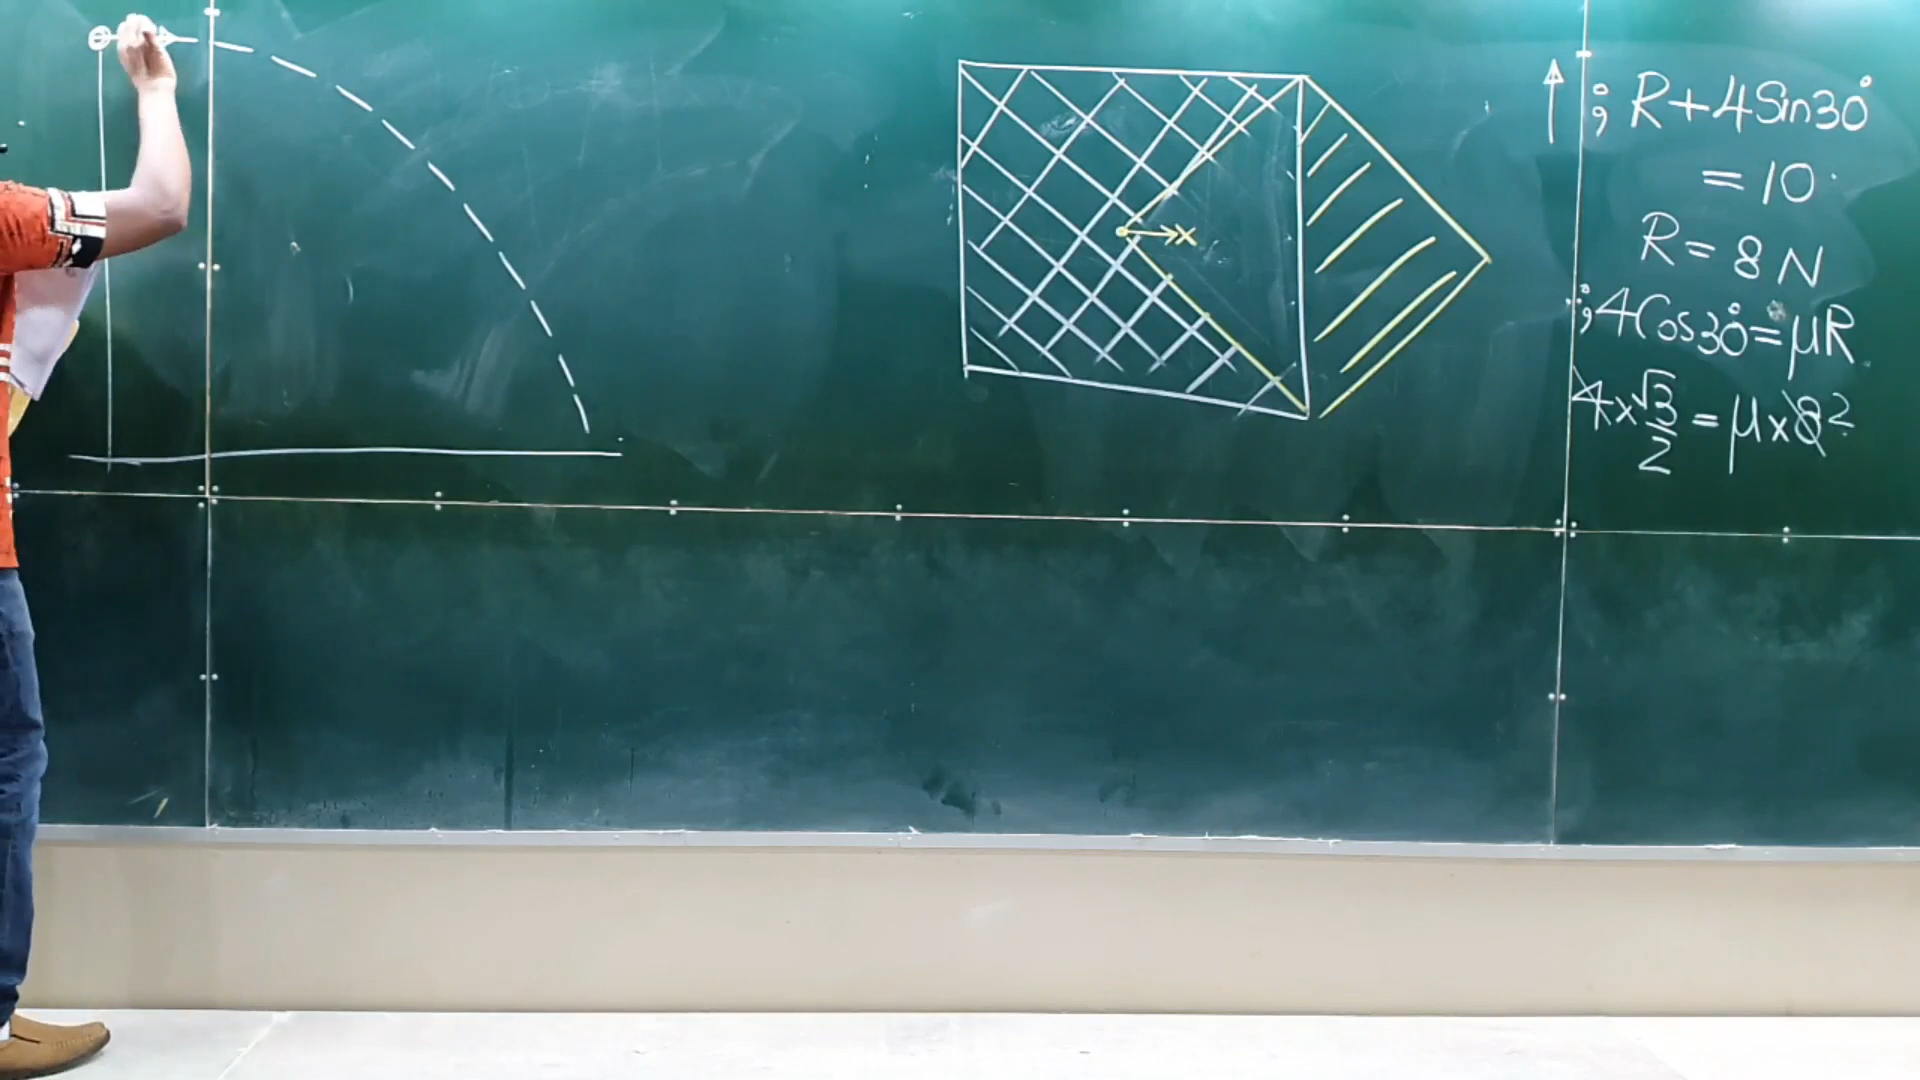 x
↑ ; R+4Sin30°
= 10
R = 8 N
; 4Cos30° = μR
4 x √3/2 = μ x 8 2